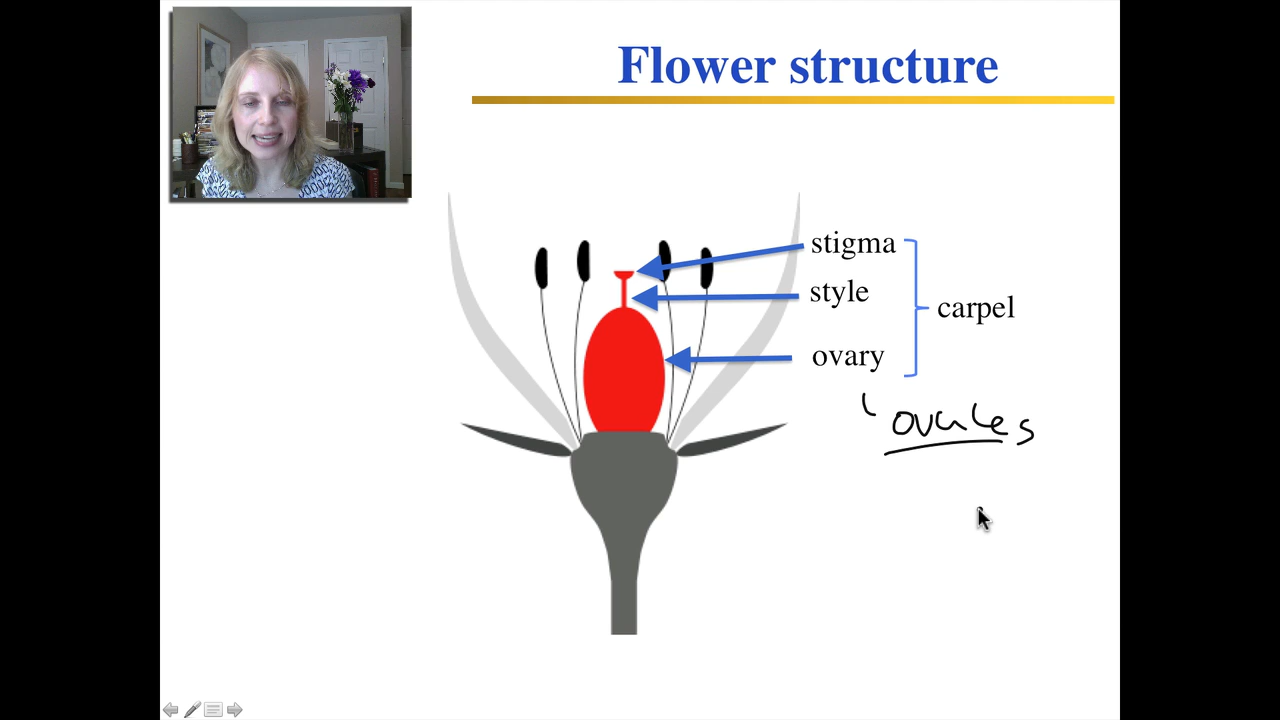 Flower structure
stigma
style
carpel
ovary
ovules